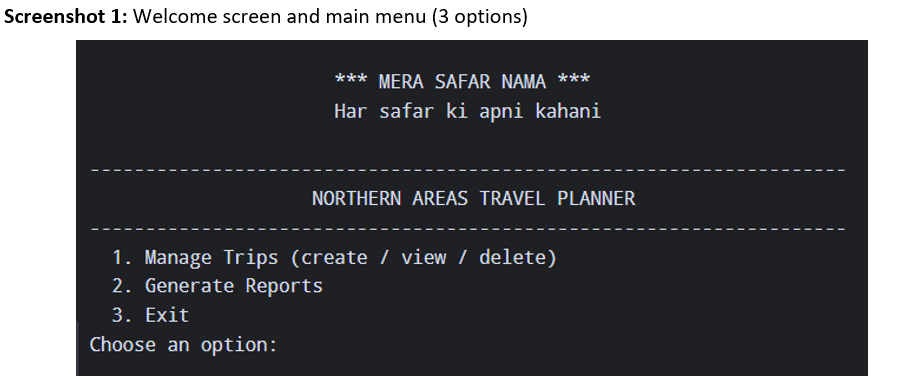 Screenshot 1: Welcome screen and main menu (3 options)
*** MERA SAFAR NAMA ***
Har safar ki apni kahani
--------------------------------------------------------------------
NORTHERN AREAS TRAVEL PLANNER
--------------------------------------------------------------------
1. Manage Trips (create / view / delete)
2. Generate Reports
3. Exit
Choose an option: